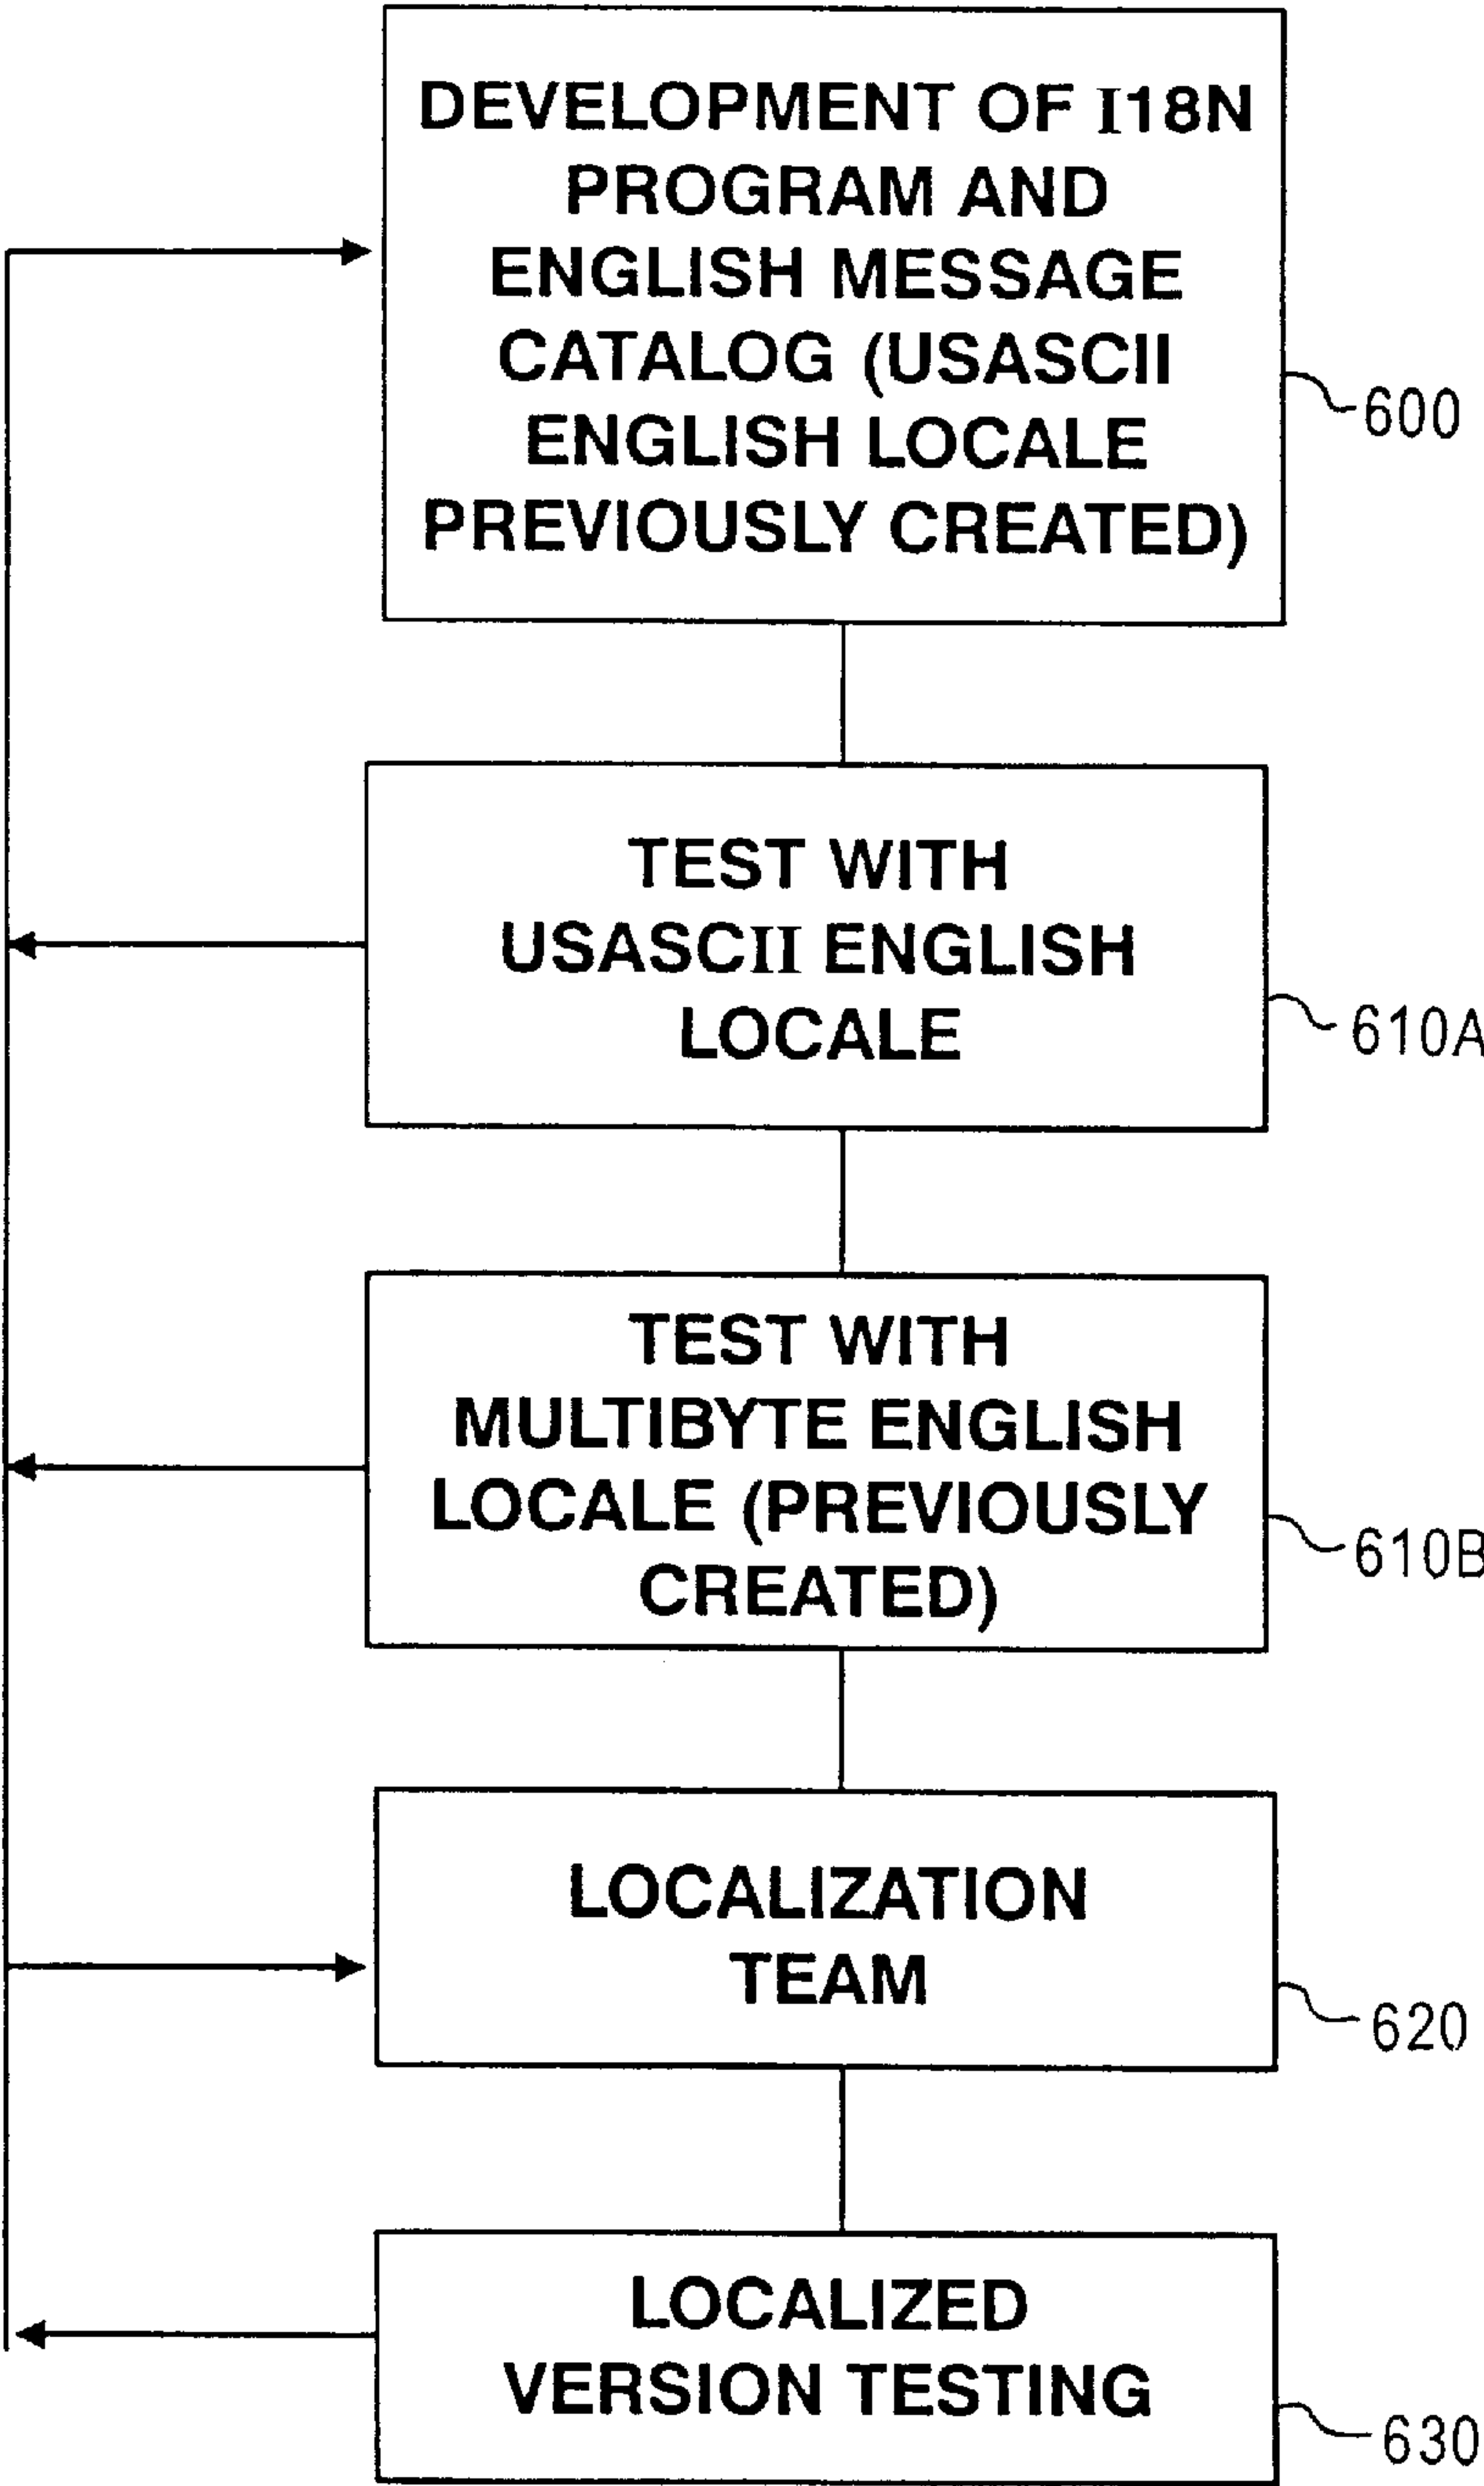 DEVELOPMENT OF I18N
PROGRAM AND
ENGLISH MESSAGE
CATALOG (USASCII
ENGLISH LOCALE
PREVIOUSLY CREATED)
600
TEST WITH
USASCII ENGLISH
LOCALE
610A
TEST WITH
MULTIBYTE ENGLISH
LOCALE (PREVIOUSLY
CREATED)
610B
LOCALIZATION
TEAM
620
LOCALIZED
VERSION TESTING
630